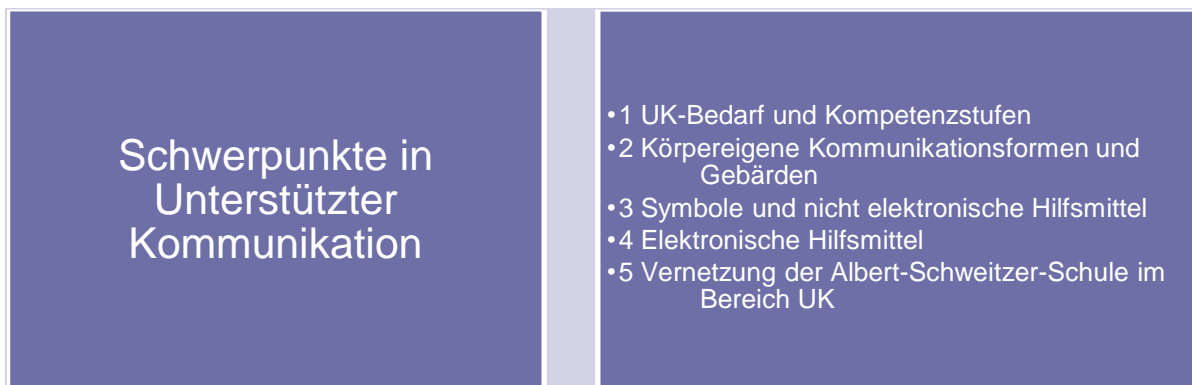 Schwerpunkte in
Unterstützter
Kommunikation
•1 UK-Bedarf und Kompetenzstufen
•2 Körpereigene Kommunikationsformen und
Gebärden
•3 Symbole und nicht elektronische Hilfsmittel
•4 Elektronische Hilfsmittel
•5 Vernetzung der Albert-Schweitzer-Schule im
Bereich UK